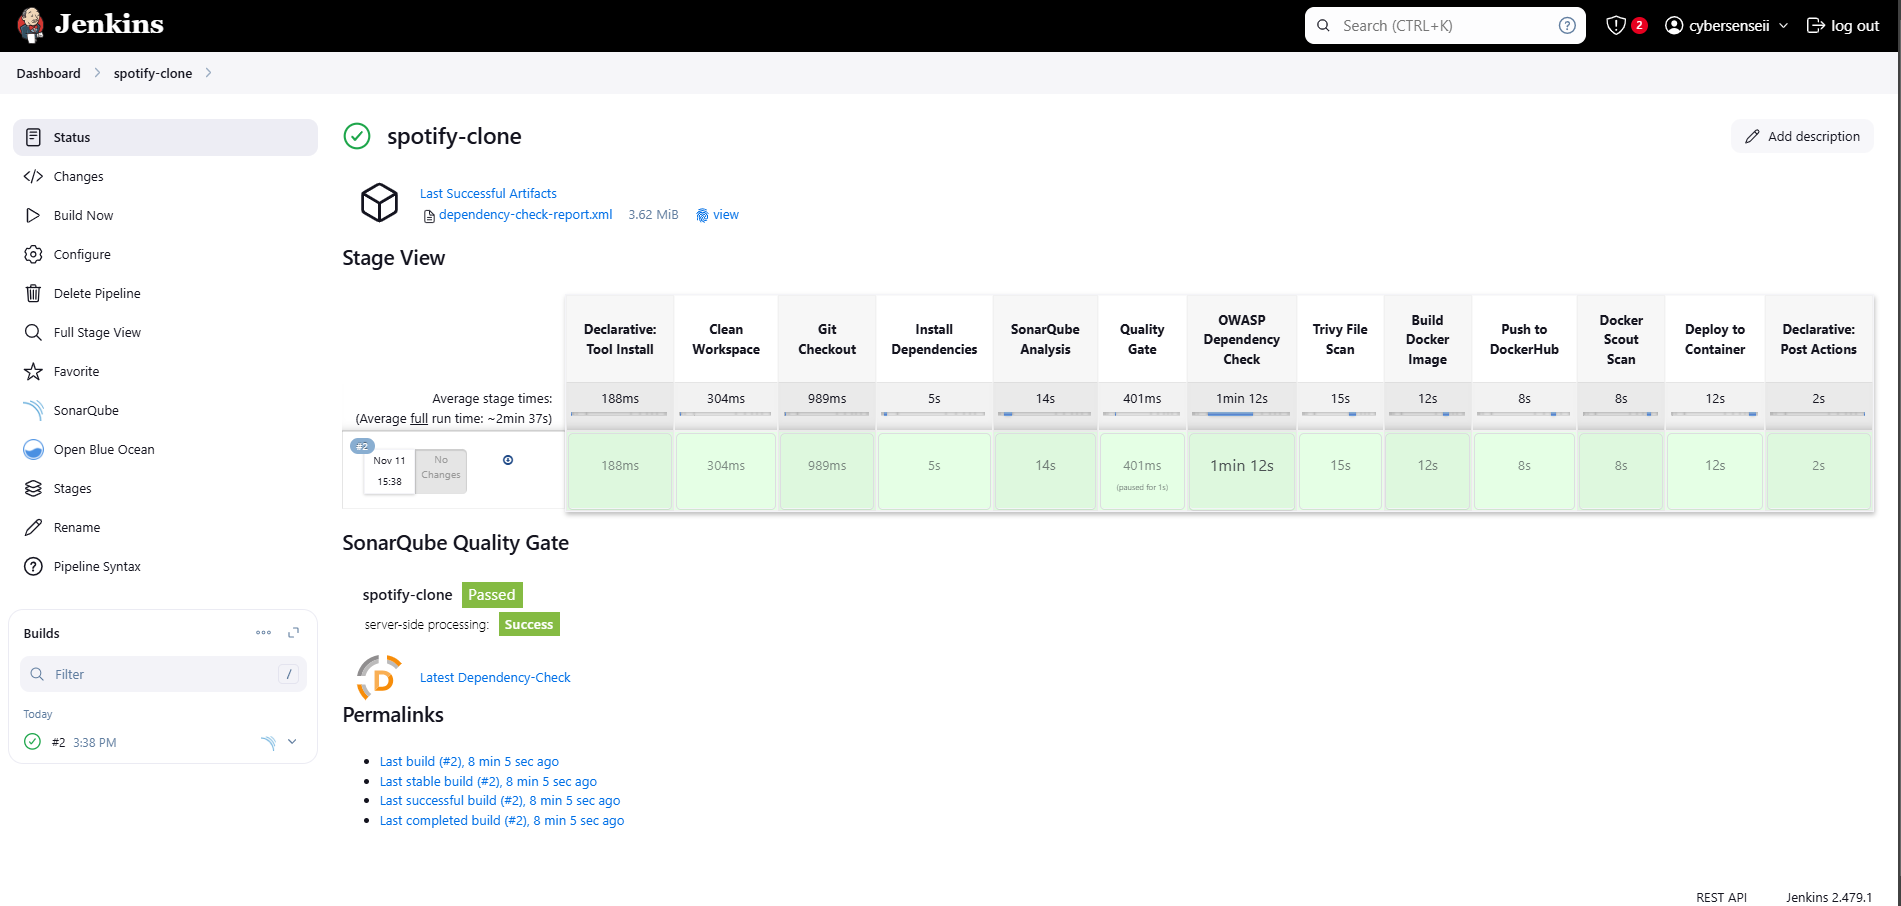 Jenkins
Search (CTRL+K)
?
2
cybersenseii
log out
Dashboard
spotify-clone
Status
Changes
Build Now
Configure
Delete Pipeline
Full Stage View
Favorite
SonarQube
Open Blue Ocean
Stages
Rename
Pipeline Syntax
Builds
Filter
/
Today
#2 3:38 PM
spotify-clone
Add description
Last Successful Artifacts
dependency-check-report.xml 3.62 MiB view
Stage View
Declarative: Tool Install
Clean Workspace
Git Checkout
Install Dependencies
SonarQube Analysis
Quality Gate
OWASP Dependency Check
Trivy File Scan
Build Docker Image
Push to DockerHub
Docker Scout Scan
Deploy to Container
Declarative: Post Actions
Average stage times:
(Average full run time: ~2min 37s)
188ms 304ms 989ms 5s 14s 401ms 1min 12s 15s 12s 8s 8s 12s 2s
#2
Nov 11
15:38
No
Changes
188ms 304ms 989ms 5s 14s 401ms 1min 12s 15s 12s 8s 8s 12s 2s
(paused for 1s)
SonarQube Quality Gate
spotify-clone Passed
server-side processing: Success
D
Latest Dependency-Check
Permalinks
Last build (#2), 8 min 5 sec ago
Last stable build (#2), 8 min 5 sec ago
Last successful build (#2), 8 min 5 sec ago
Last completed build (#2), 8 min 5 sec ago
REST API
Jenkins 2.479.1